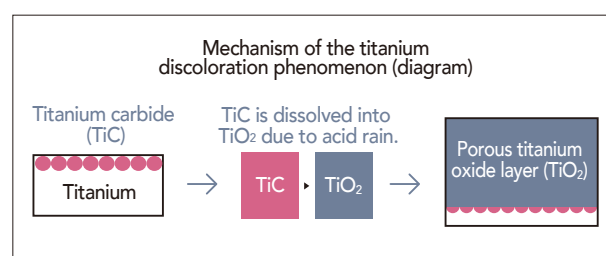 Mechanism of the titanium
discoloration phenomenon (diagram)
Titanium carbide
(TiC)
Titanium
TiC is dissolved into
TiO₂ due to acid rain.
TiC
TiO₂
Porous titanium
oxide layer (TiO₂)